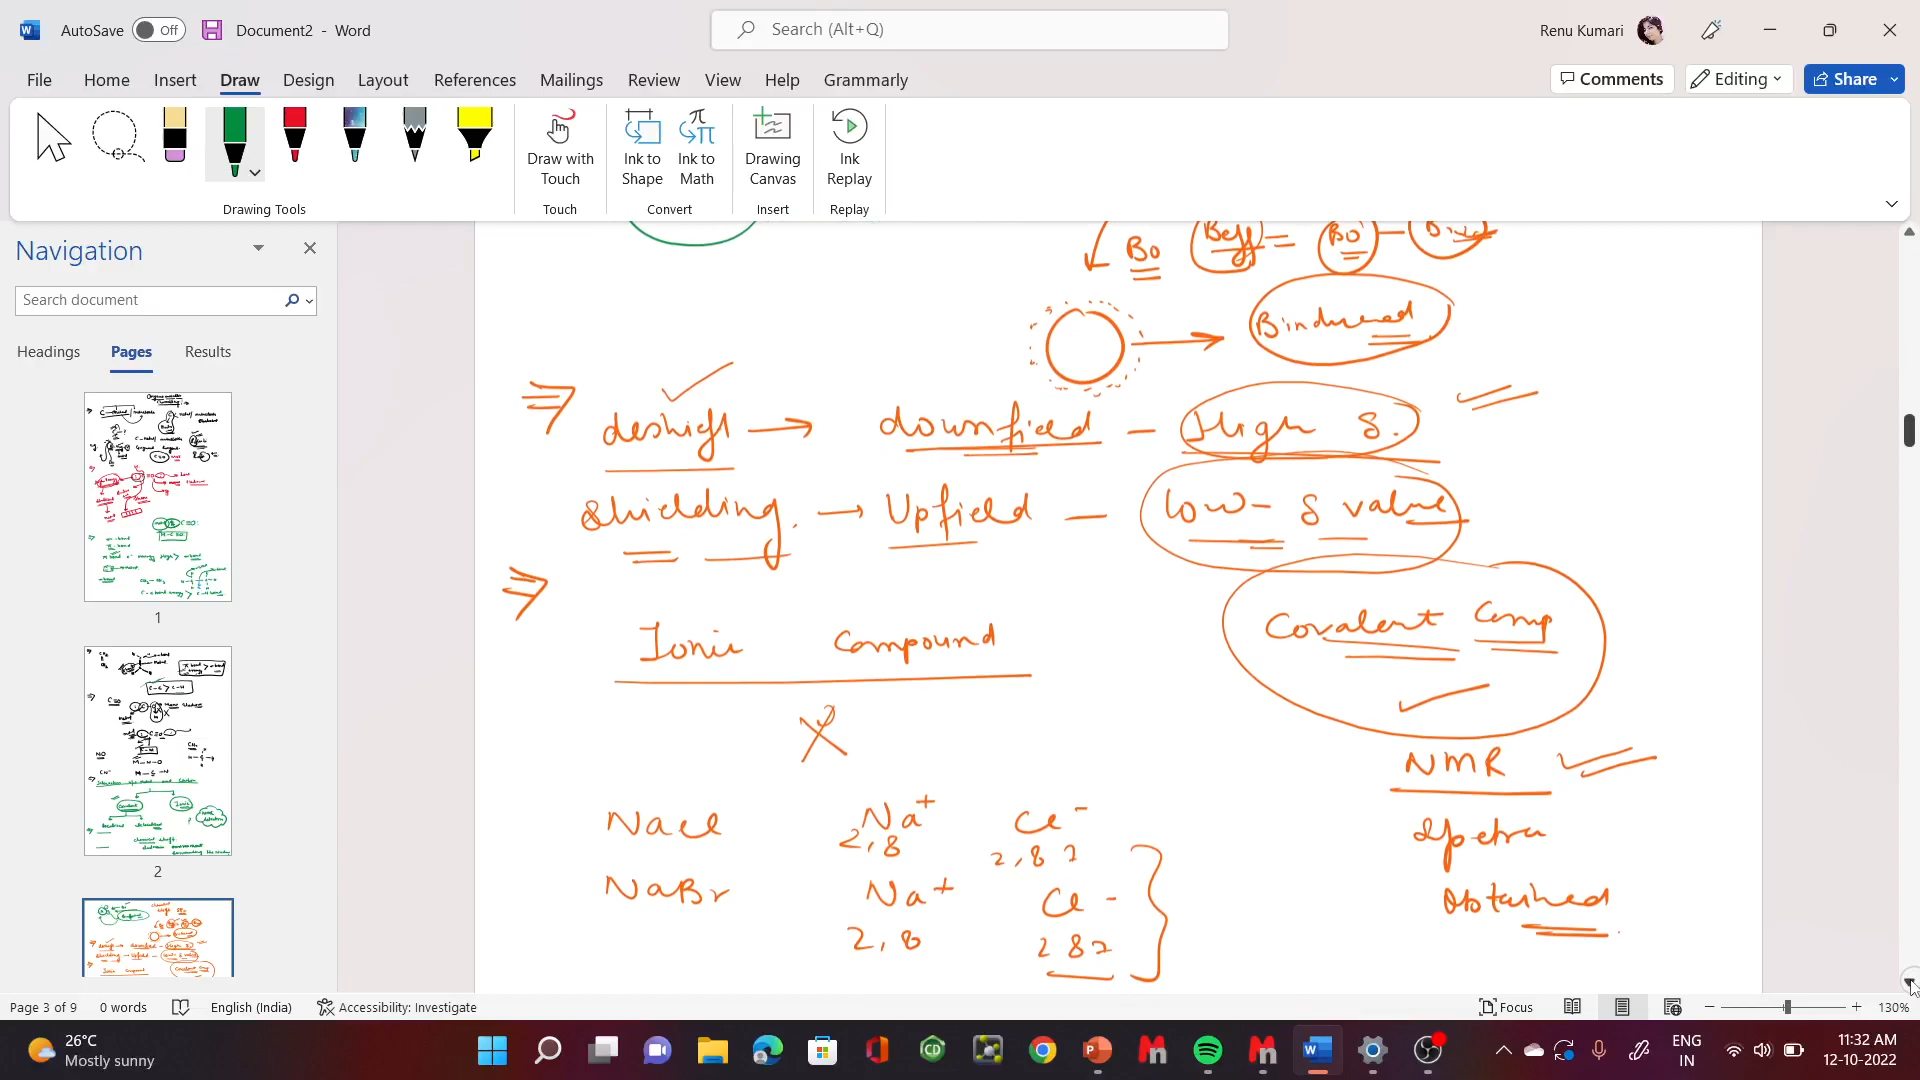 AutoSave Off Document2 - Word Search (Alt+Q) Renu Kumari
File Home Insert Draw Design Layout References Mailings Review View Help Grammarly Comments Editing Share
Draw with Touch Ink to Shape Ink to Math Drawing Canvas Ink Replay
Drawing Tools Touch Convert Insert Replay
Navigation
Search document
Headings Pages Results
1
2
Bo Beff = Bo - Binduced
Binduced
⇒ deshield → downfield - High δ.
shielding. → Upfield - low - δ value
⇒
Ionic Compound Covalent Comp
NMR
NaCl Na+ Cl-
2,8 2,8 7
Spectra
NaBr Na+ Cl-
Obtained
2,8 2 8 7
Page 3 of 9 0 words English (India) Accessibility: Investigate Focus 130%
26°C
Mostly sunny
ENG
IN
11:32 AM
12-10-2022